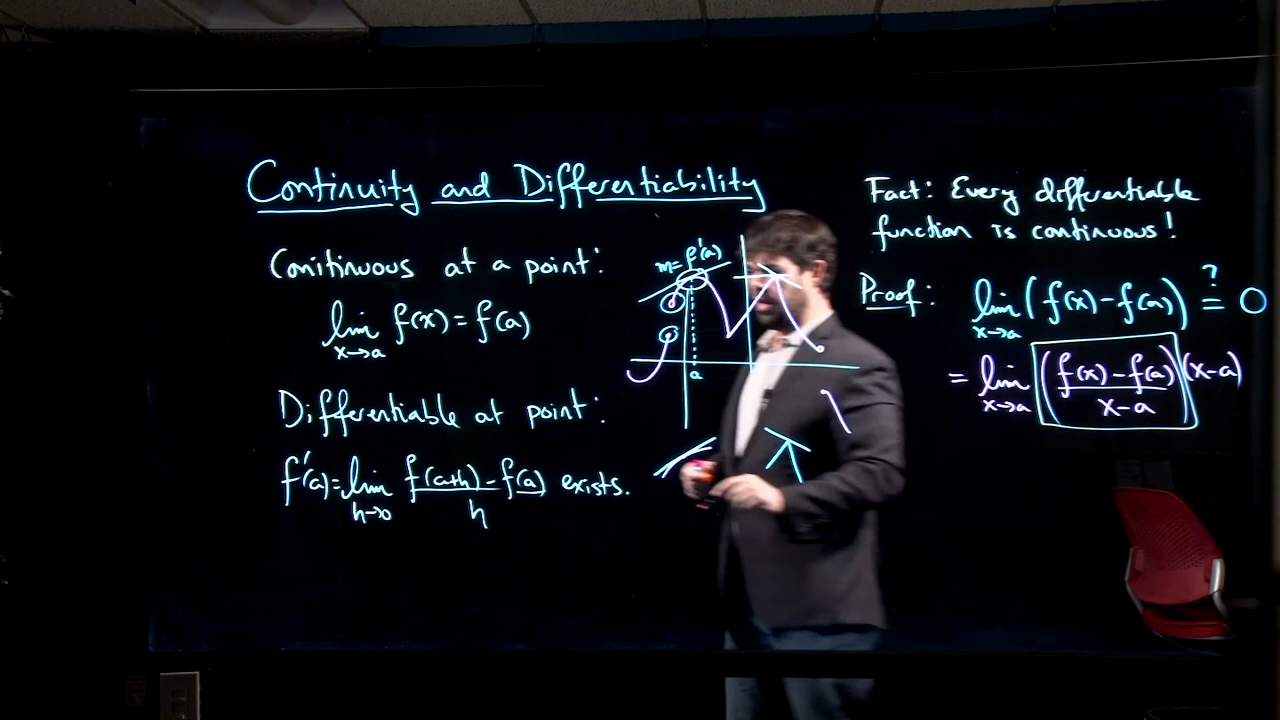 Continuity and Differentiability
Conitinuous at a point:
lim f(x) = f(a)
x→a
Differentiable at point:
f'(a) = lim f(a+h) - f(a) exists.
h→0 h
m = f'(a)
a
Fact: Every differentiable
function is continuous!
Proof: lim (f(x) - f(a)) ?= 0
x→a
= lim (f(x) - f(a)) (x-a)
x→a x-a